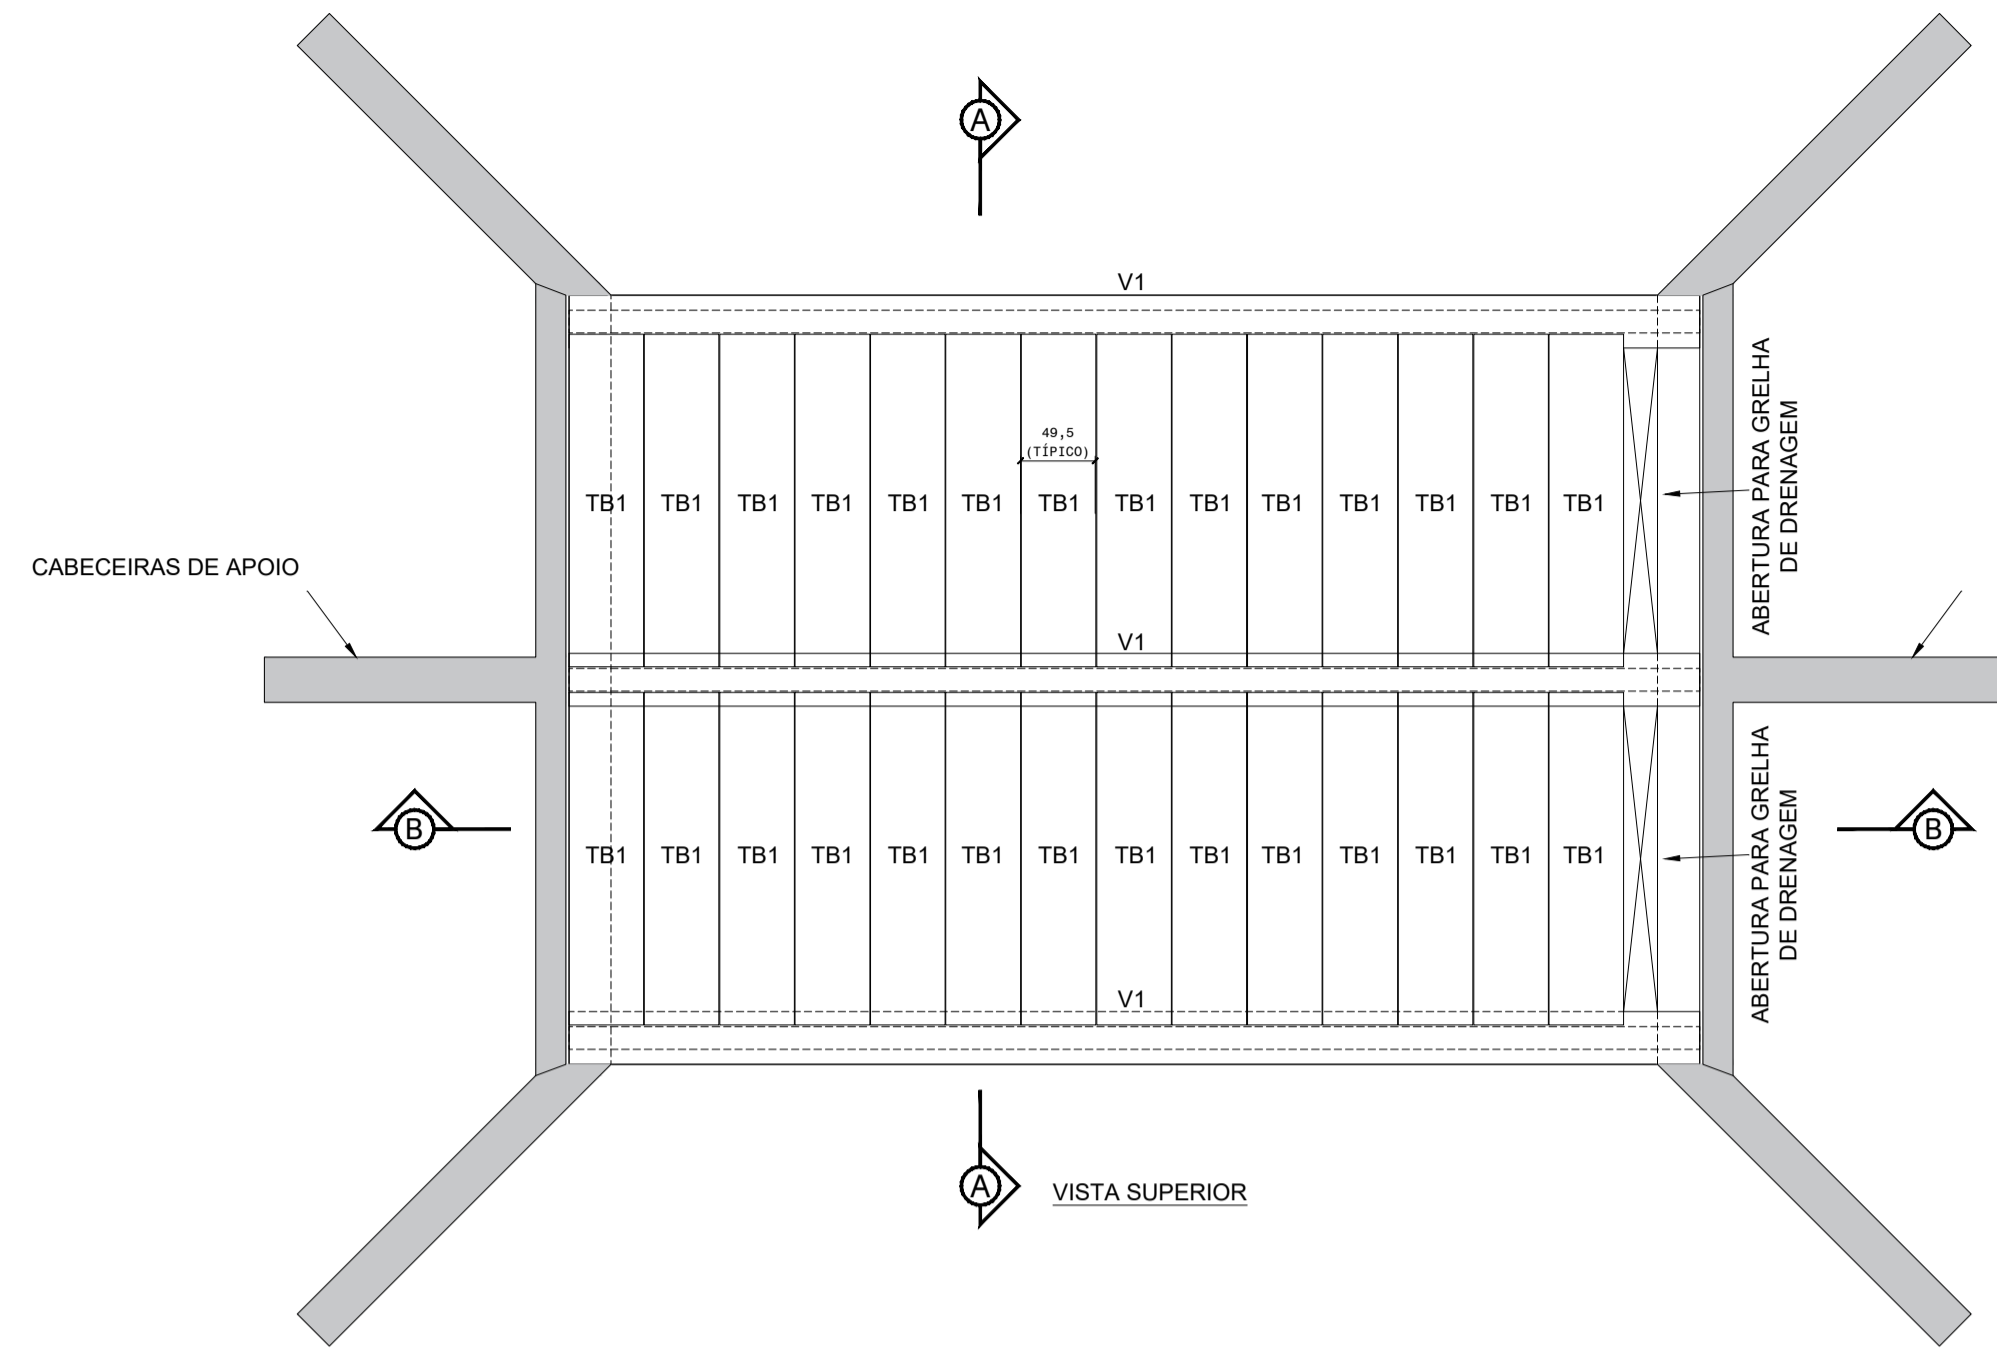 A
V1
49,5
(TÍPICO)
TB1 TB1 TB1 TB1 TB1 TB1 TB1 TB1 TB1 TB1 TB1 TB1 TB1 TB1
ABERTURA PARA GRELHA
DE DRENAGEM
CABECEIRAS DE APOIO
V1
B
B
TB1 TB1 TB1 TB1 TB1 TB1 TB1 TB1 TB1 TB1 TB1 TB1 TB1 TB1
ABERTURA PARA GRELHA
DE DRENAGEM
V1
A
VISTA SUPERIOR